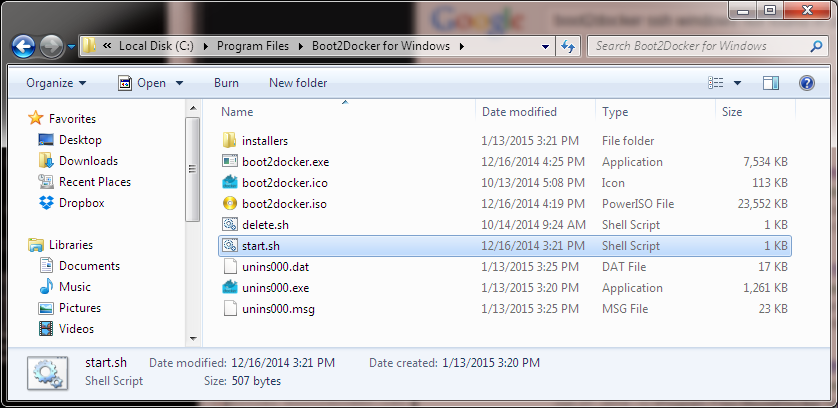 Google
boot2docker ssh windows
« Local Disk (C:) ▸ Program Files ▸ Boot2Docker for Windows ▸
Search Boot2Docker for Windows
Organize Open Burn New folder
Name Date modified Type Size
Favorites
Desktop
Downloads
Recent Places
Dropbox
Libraries
Documents
Music
Pictures
Videos
installers 1/13/2015 3:21 PM File folder
boot2docker.exe 12/16/2014 4:25 PM Application 7,534 KB
boot2docker.ico 10/13/2014 5:08 PM Icon 113 KB
boot2docker.iso 12/16/2014 4:19 PM PowerISO File 23,552 KB
delete.sh 10/14/2014 9:24 AM Shell Script 1 KB
start.sh 12/16/2014 3:21 PM Shell Script 1 KB
unins000.dat 1/13/2015 3:25 PM DAT File 17 KB
unins000.exe 1/13/2015 3:20 PM Application 1,261 KB
unins000.msg 1/13/2015 3:25 PM MSG File 23 KB
start.sh Date modified: 12/16/2014 3:21 PM Date created: 1/13/2015 3:20 PM
Shell Script Size: 507 bytes